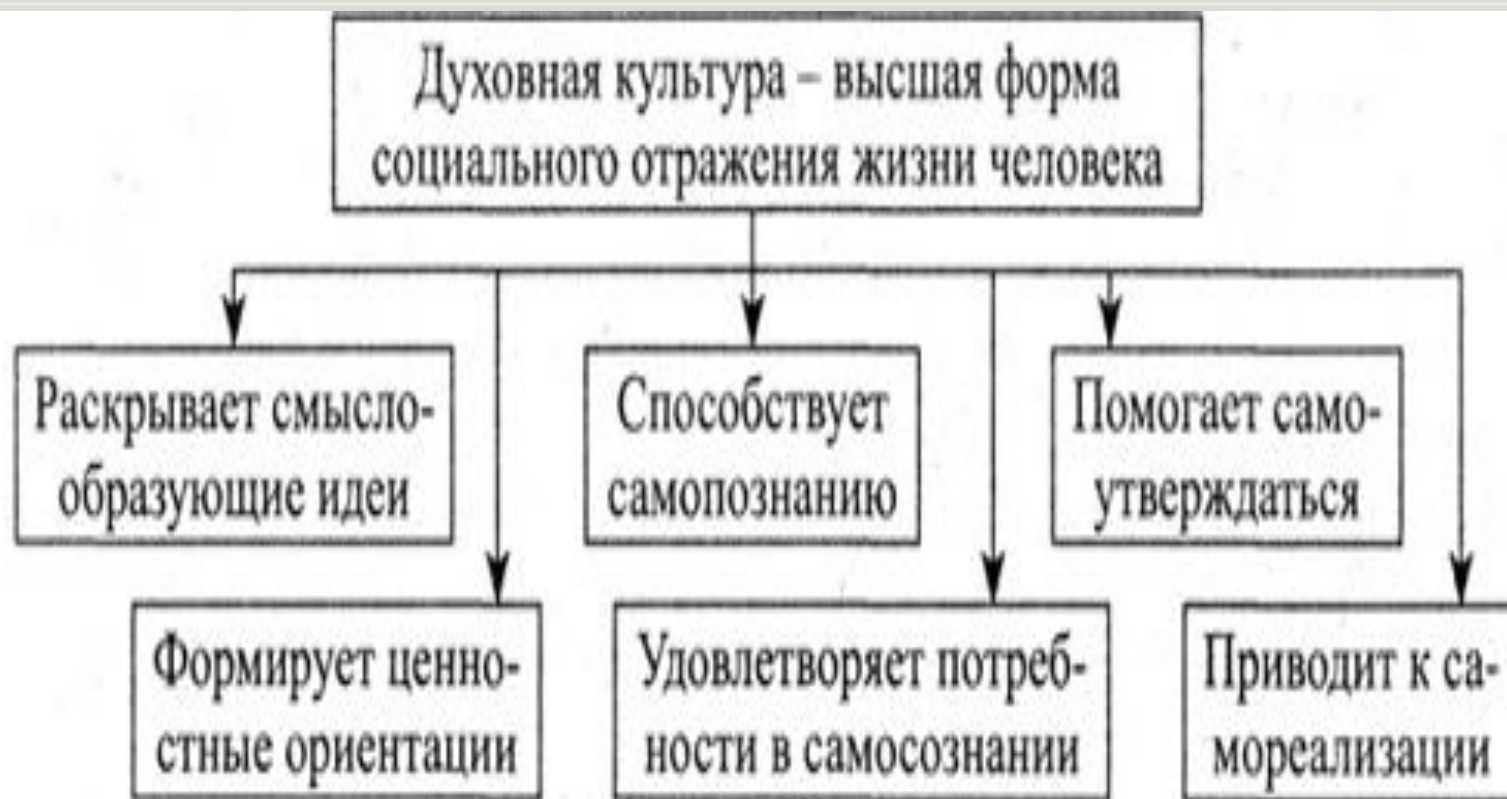 Духовная культура – высшая форма
социального отражения жизни человека
Раскрывает смысло-
образующие идеи
Способствует
самопознанию
Помогает само-
утверждаться
Формирует ценно-
стные ориентации
Удовлетворяет потреб-
ности в самосознании
Приводит к са-
мореализации